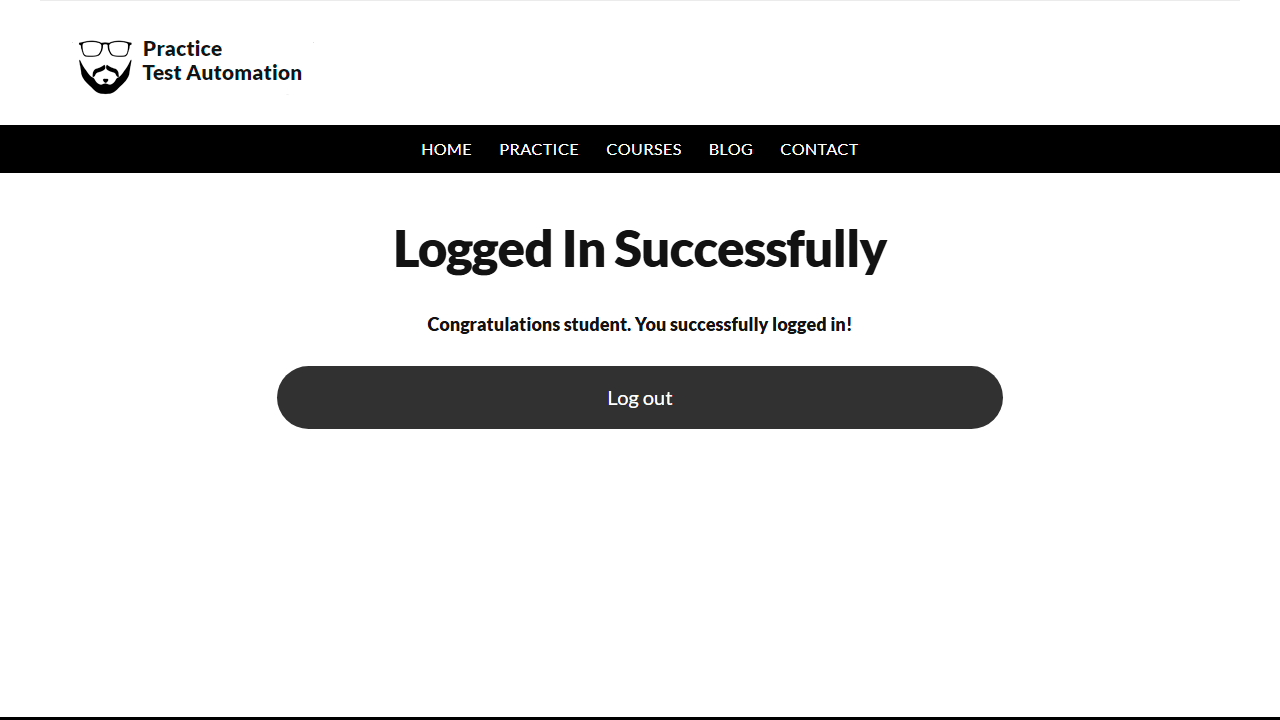 Practice
Test Automation
HOME PRACTICE COURSES BLOG CONTACT
Logged In Successfully
Congratulations student. You successfully logged in!
Log out